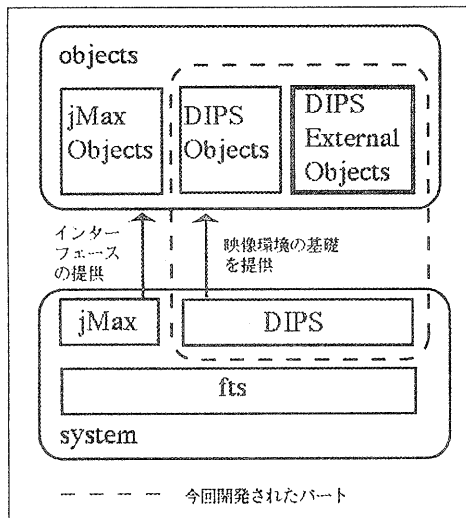 objects
jMax
Objects
DIPS
Objects
DIPS
External
Objects
インター
フェース
の提供
映像環境の基礎
を提供
jMax
DIPS
fts
system
今回開発されたパート